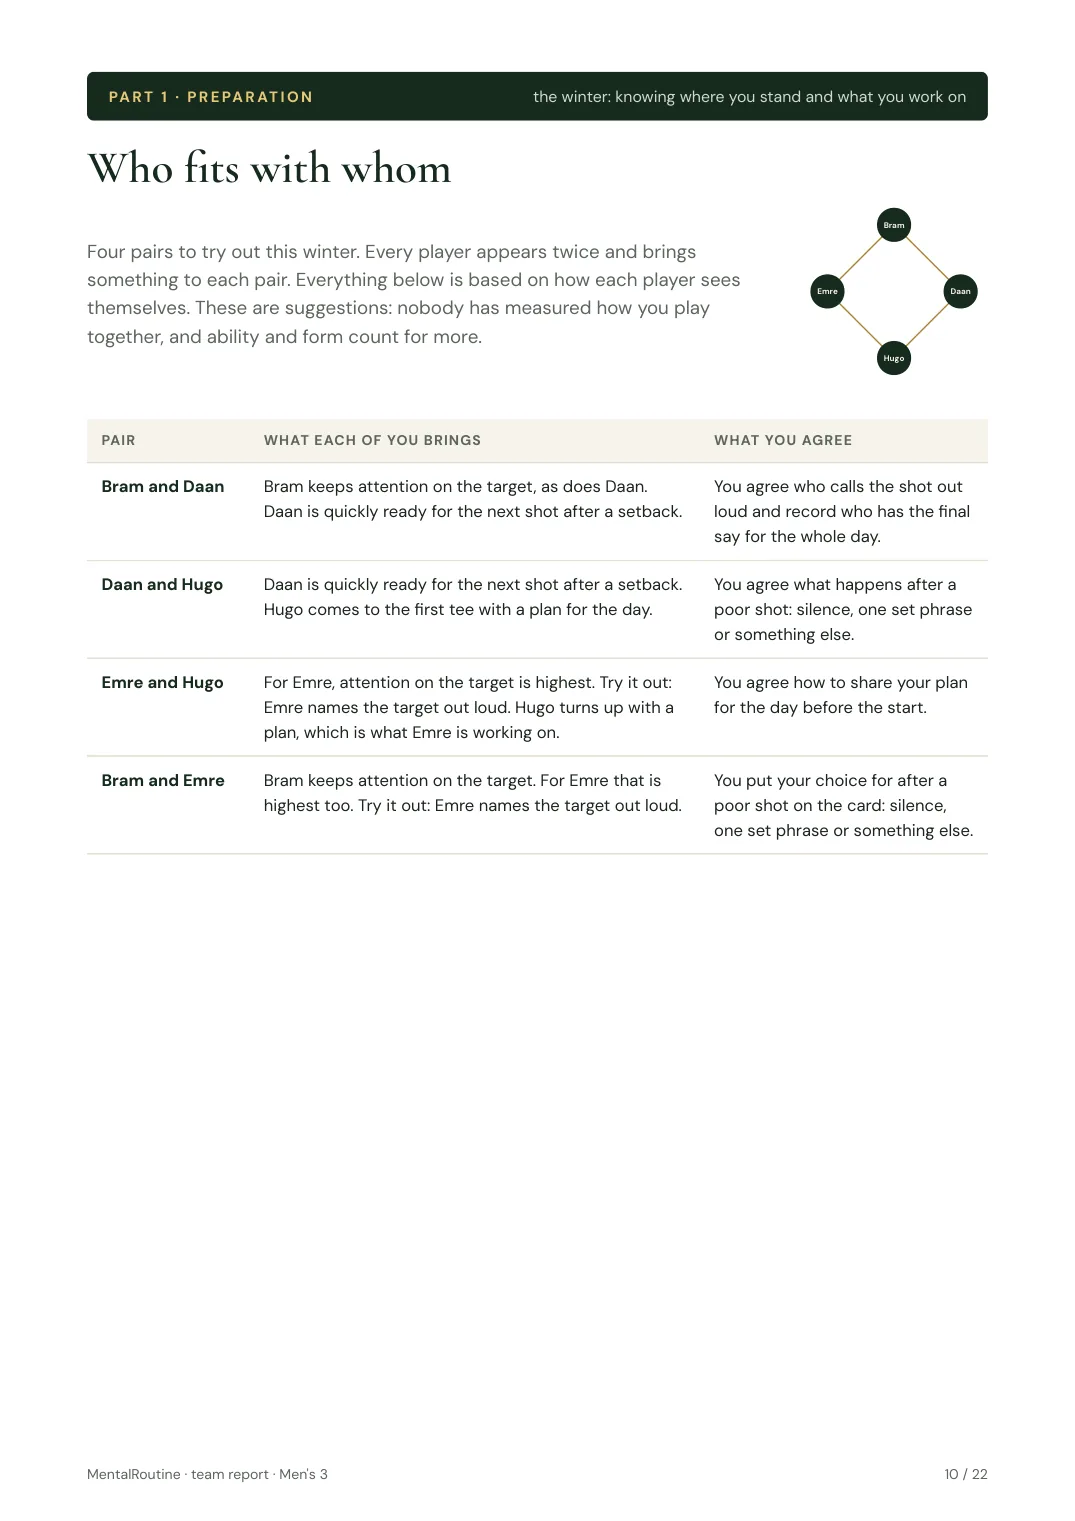 PART 1 · PREPARATION
the winter: knowing where you stand and what you work on
Who fits with whom
Four pairs to try out this winter. Every player appears twice and brings
something to each pair. Everything below is based on how each player sees
themselves. These are suggestions: nobody has measured how you play
together, and ability and form count for more.
Bram
Emre
Daan
Hugo
PAIR
WHAT EACH OF YOU BRINGS
WHAT YOU AGREE
Bram and Daan
Bram keeps attention on the target, as does Daan.
Daan is quickly ready for the next shot after a setback.
You agree who calls the shot out
loud and record who has the final
say for the whole day.
Daan and Hugo
Daan is quickly ready for the next shot after a setback.
Hugo comes to the first tee with a plan for the day.
You agree what happens after a
poor shot: silence, one set phrase
or something else.
Emre and Hugo
For Emre, attention on the target is highest. Try it out:
Emre names the target out loud. Hugo turns up with a
plan, which is what Emre is working on.
You agree how to share your plan
for the day before the start.
Bram and Emre
Bram keeps attention on the target. For Emre that is
highest too. Try it out: Emre names the target out loud.
You put your choice for after a
poor shot on the card: silence,
one set phrase or something else.
MentalRoutine · team report · Men's 3
10 / 22